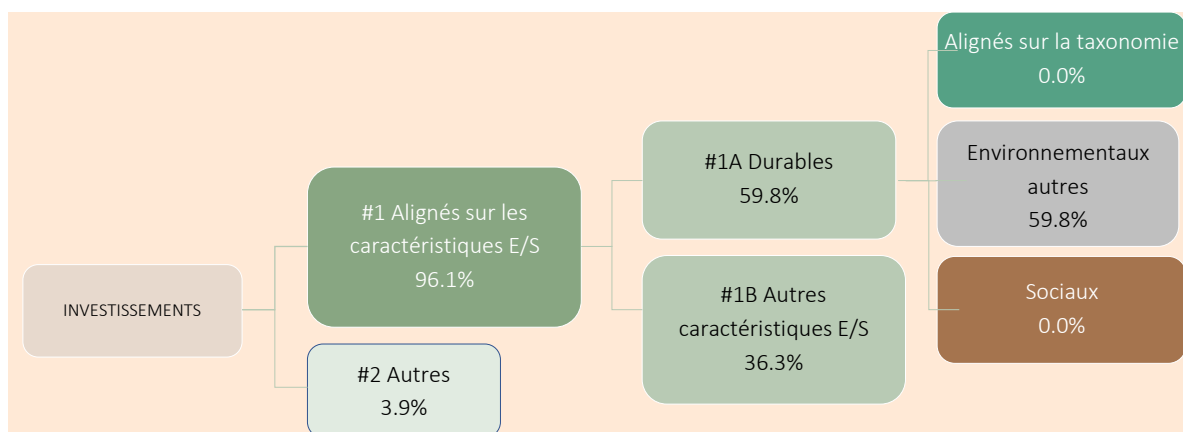 INVESTISSEMENTS
#1 Alignés sur les
caractéristiques E/S
96.1%
#2 Autres
3.9%
#1A Durables
59.8%
#1B Autres
caractéristiques E/S
36.3%
Alignés sur la taxonomie
0.0%
Environnementaux
autres
59.8%
Sociaux
0.0%